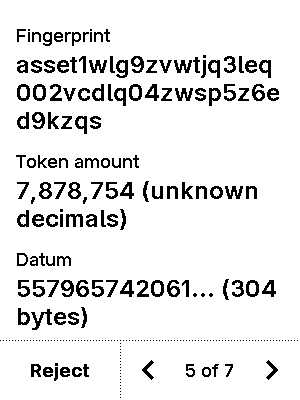 Fingerprint
asset1wlg9zvwtjq3leq
002vcdlq04zwsp5z6e
d9kzqs
Token amount
7,878,754 (unknown
decimals)
Datum
557965742061... (304
bytes)
Reject
5 of 7